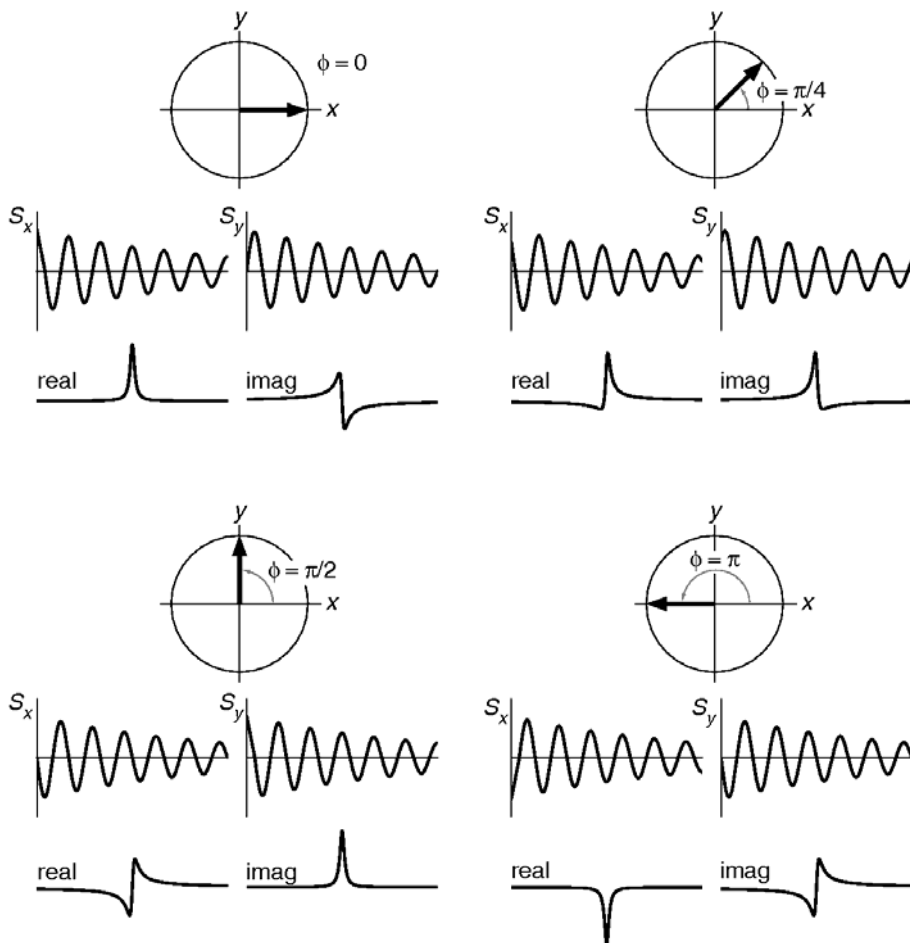 y
ϕ = 0
x
y
ϕ = π/4
x
Sx
Sy
Sx
Sy
real
imag
real
imag
y
ϕ = π/2
x
y
ϕ = π
x
Sx
Sy
Sx
Sy
real
imag
real
imag